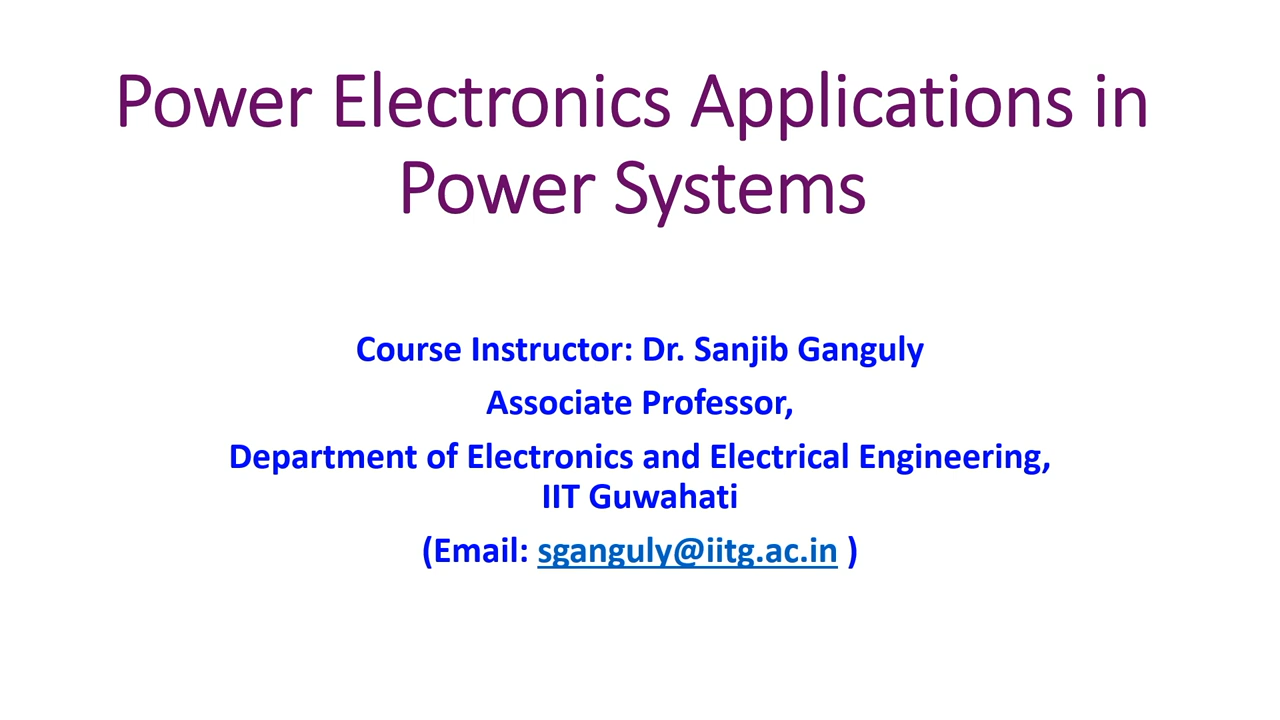 Power Electronics Applications in
Power Systems
Course Instructor: Dr. Sanjib Ganguly
Associate Professor,
Department of Electronics and Electrical Engineering,
IIT Guwahati
(Email: sganguly@iitg.ac.in )